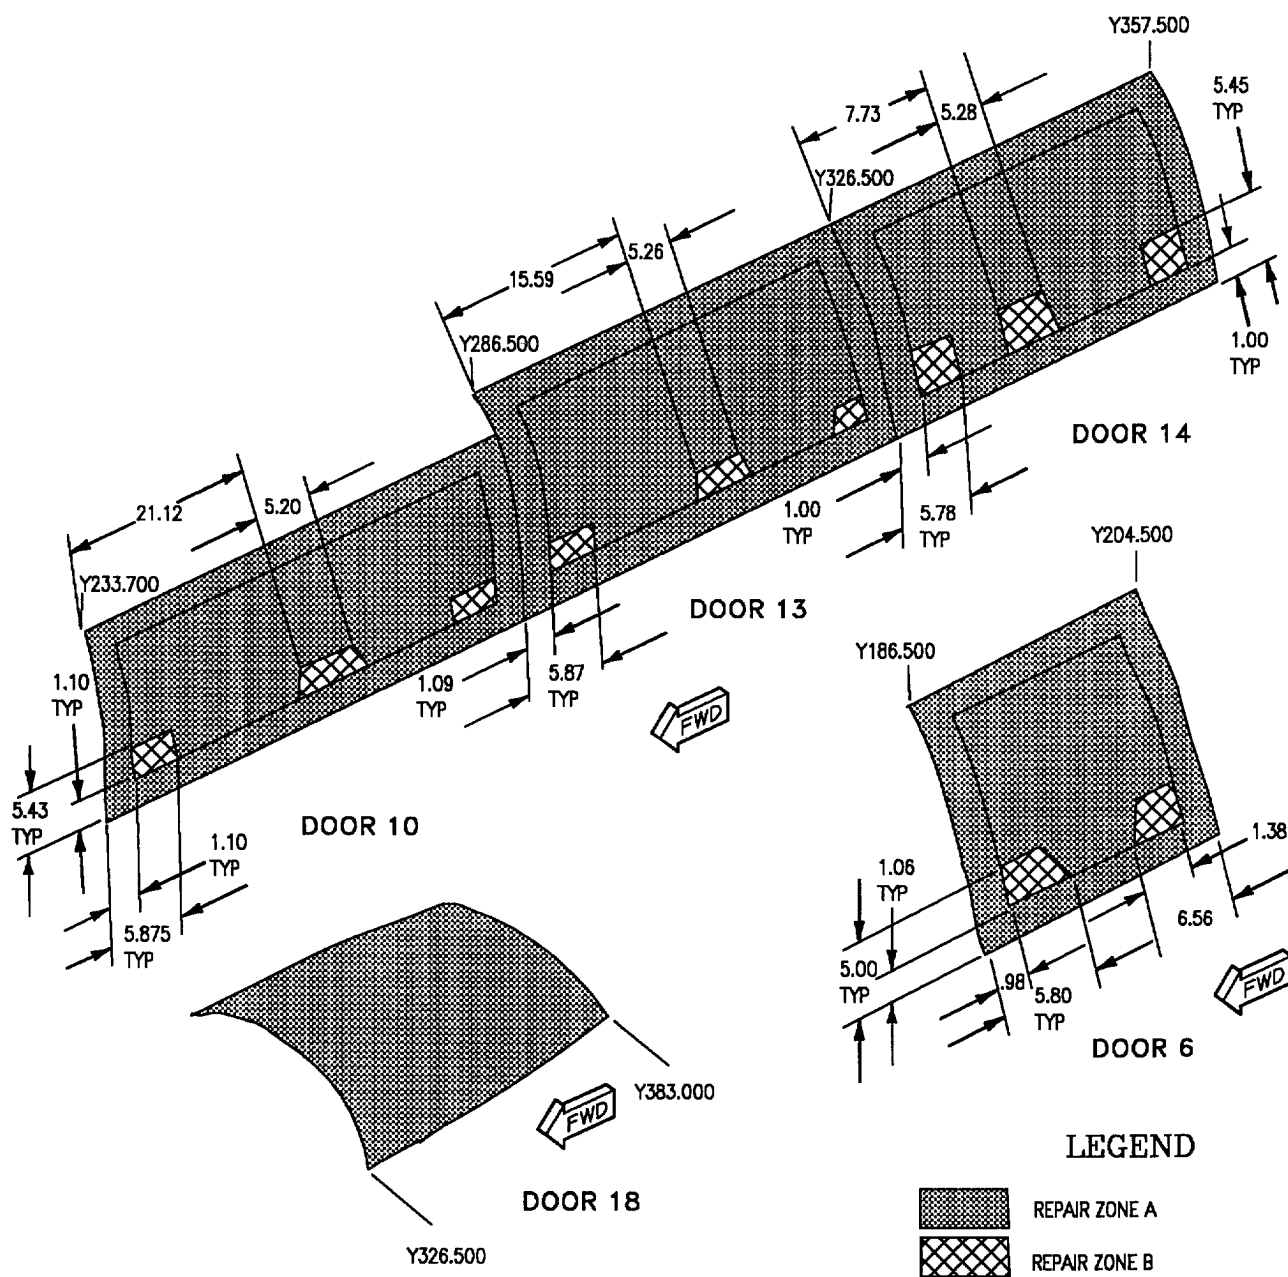 Y357.500
5.45
TYP
7.73
5.28
Y326.500
15.59
5.26
1.00
TYP
Y286.500
DOOR 14
21.12
5.20
1.00
TYP
5.78
TYP
Y204.500
Y233.700
DOOR 13
Y186.500
1.10
TYP
1.09
TYP
5.87
TYP
FWD
5.43
TYP
DOOR 10
1.10
TYP
1.38
1.06
TYP
5.875
TYP
6.56
5.00
TYP
.98
5.80
TYP
FWD
DOOR 6
Y383.000
FWD
DOOR 18
Y326.500
LEGEND
REPAIR ZONE A
REPAIR ZONE B